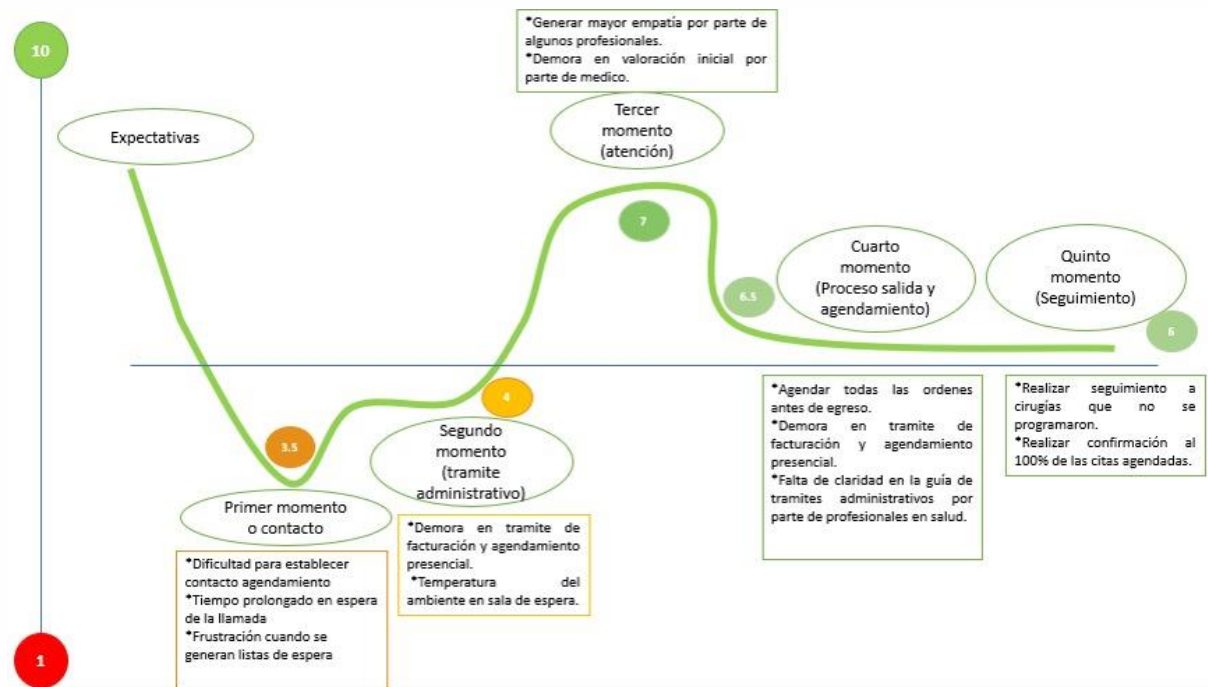 10
*Generar mayor empatía por parte de
algunos profesionales.
*Demora en valoración inicial por
parte de medico.
Expectativas
Tercer
momento
(atención)
7
Cuarto
momento
(Proceso salida y
agendamiento)
6.5
Quinto
momento
(Seguimiento)
6
3.5
Primer momento
o contacto
4
Segundo
momento
(tramite
administrativo)
*Dificultad para establecer
contacto agendamiento
*Tiempo prolongado en espera
de la llamada
*Frustración cuando se
generan listas de espera
*Demora en tramite de
facturación y agendamiento
presencial.
*Temperatura del
ambiente en sala de espera.
*Agendar todas las ordenes
antes de egreso.
*Demora en tramite de
facturación y agendamiento
presencial.
*Falta de claridad en la guía de
tramites administrativos por
parte de profesionales en salud.
*Realizar seguimiento a
cirugías que no se
programaron.
*Realizar confirmación al
100% de las citas agendadas.
1